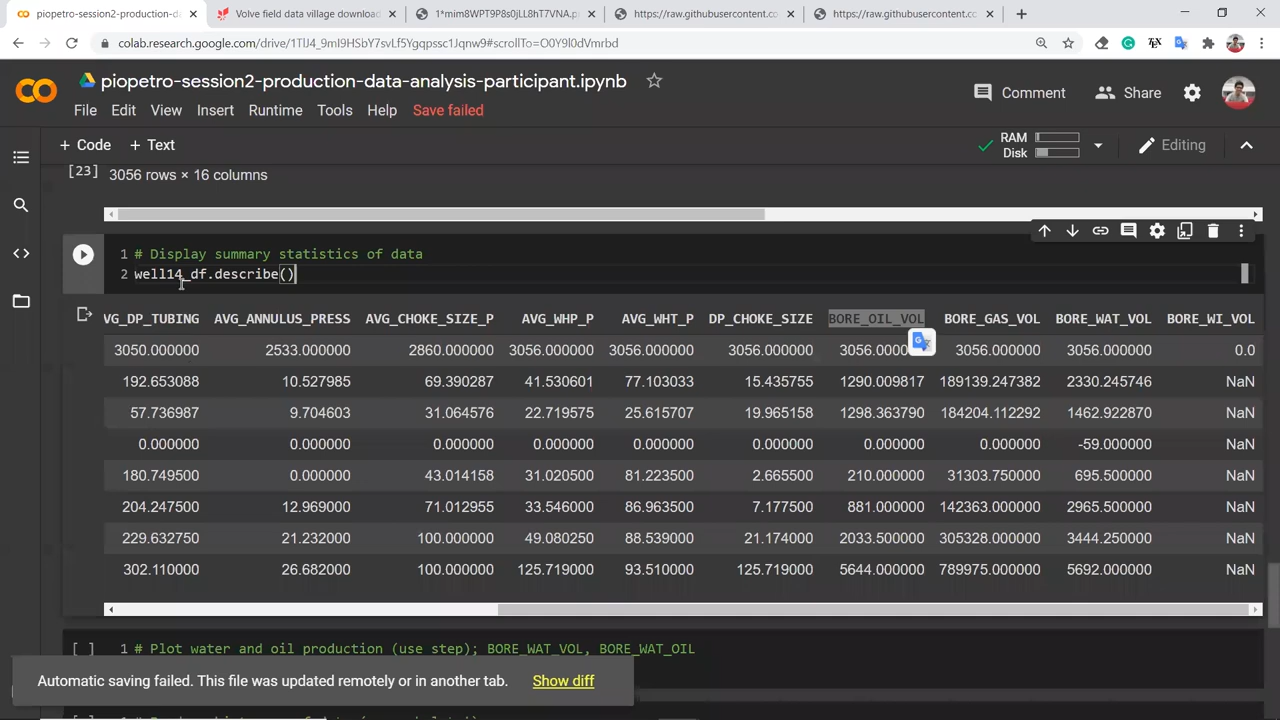 piopetro-session2-production-da
Volve field data village download
1*mim8WPT9P8s0jLL8hT7VNA.p
https://raw.githubusercontent.co
https://raw.githubusercontent.cc
colab.research.google.com/drive/1TlJ4_9mI9HSbY7svLf5Ygqpssc1Jqnw9#scrollTo=O0Y9l0dVmrbd
piopetro-session2-production-data-analysis-participant.ipynb
File Edit View Insert Runtime Tools Help Save failed
Comment Share
+ Code + Text
RAM
Disk
Editing
[23] 3056 rows × 16 columns
1 # Display summary statistics of data
2 well14_df.describe()
VG_DP_TUBING AVG_ANNULUS_PRESS AVG_CHOKE_SIZE_P AVG_WHP_P AVG_WHT_P DP_CHOKE_SIZE BORE_OIL_VOL BORE_GAS_VOL BORE_WAT_VOL BORE_WI_VOL
3050.000000 2533.000000 2860.000000 3056.000000 3056.000000 3056.000000 3056.0000 3056.000000 3056.000000 0.0
192.653088 10.527985 69.390287 41.530601 77.103033 15.435755 1290.009817 189139.247382 2330.245746 NaN
57.736987 9.704603 31.064576 22.719575 25.615707 19.965158 1298.363790 184204.112292 1462.922870 NaN
0.000000 0.000000 0.000000 0.000000 0.000000 0.000000 0.000000 0.000000 -59.000000 NaN
180.749500 0.000000 43.014158 31.020500 81.223500 2.665500 210.000000 31303.750000 695.500000 NaN
204.247500 12.969000 71.012955 33.546000 86.963500 7.177500 881.000000 142363.000000 2965.500000 NaN
229.632750 21.232000 100.000000 49.080250 88.539000 21.174000 2033.500000 305328.000000 3444.250000 NaN
302.110000 26.682000 100.000000 125.719000 93.510000 125.719000 5644.000000 789975.000000 5692.000000 NaN
[ ] 1 # Plot water and oil production (use step); BORE_WAT_VOL, BORE_WAT_OIL
Automatic saving failed. This file was updated remotely or in another tab. Show diff